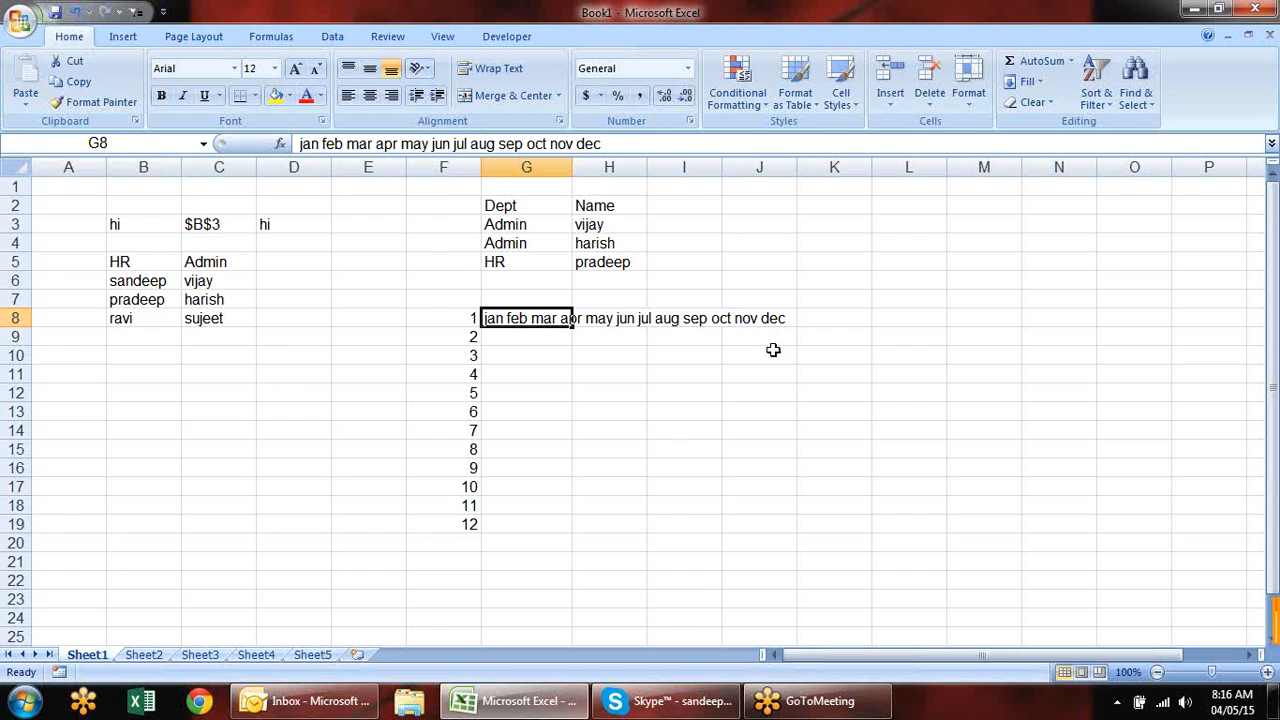 Book1 - Microsoft Excel
Home Insert Page Layout Formulas Data Review View Developer
Paste
Cut
Copy
Format Painter
Clipboard
Arial 12
B I U A
Font
Wrap Text
Merge & Center
Alignment
General
$ % ,
Number
Conditional Formatting
Format as Table
Cell Styles
Styles
Insert Delete Format
Cells
Σ AutoSum
Fill
Clear
Sort & Filter
Find & Select
Editing
G8 fx jan feb mar apr may jun jul aug sep oct nov dec
A B C D E F G H I J K L M N O P
1
2 Dept Name
3 hi $B$3 hi Admin vijay
4 Admin harish
5 HR Admin HR pradeep
6 sandeep vijay
7 pradeep harish
8 ravi sujeet 1 jan feb mar apr may jun jul aug sep oct nov dec
9 2
10 3
11 4
12 5
13 6
14 7
15 8
16 9
17 10
18 11
19 12
20
21
22
23
24
25
Sheet1 Sheet2 Sheet3 Sheet4 Sheet5
Ready 100%
Inbox - Microsoft ... Microsoft Excel - ... Skype™ - sandeep... GoToMeeting 8:16 AM
04/05/15